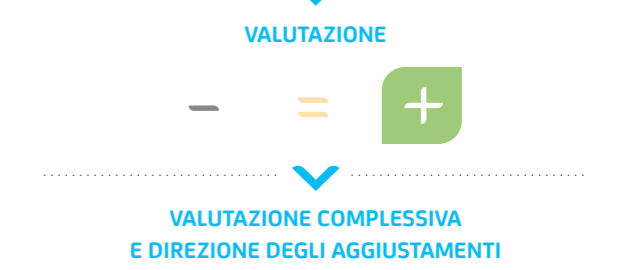 VALUTAZIONE
- = +
VALUTAZIONE COMPLESSIVA
E DIREZIONE DEGLI AGGIUSTAMENTI